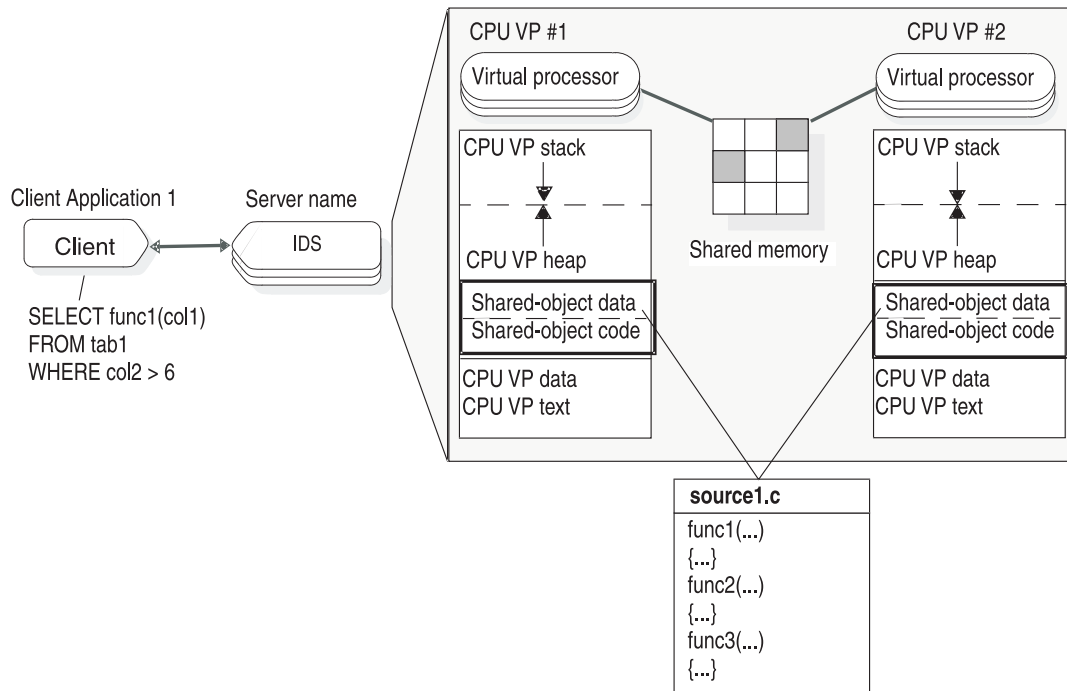 CPU VP #1
CPU VP #2
Virtual processor
Virtual processor
CPU VP stack
CPU VP stack
Client Application 1
Server name
Client
IDS
Shared memory
CPU VP heap
CPU VP heap
SELECT func1(col1)
FROM tab1
WHERE col2 > 6
Shared-object data
Shared-object code
Shared-object data
Shared-object code
CPU VP data
CPU VP text
CPU VP data
CPU VP text
source1.c
func1(...)
{...}
func2(...)
{...}
func3(...)
{...}